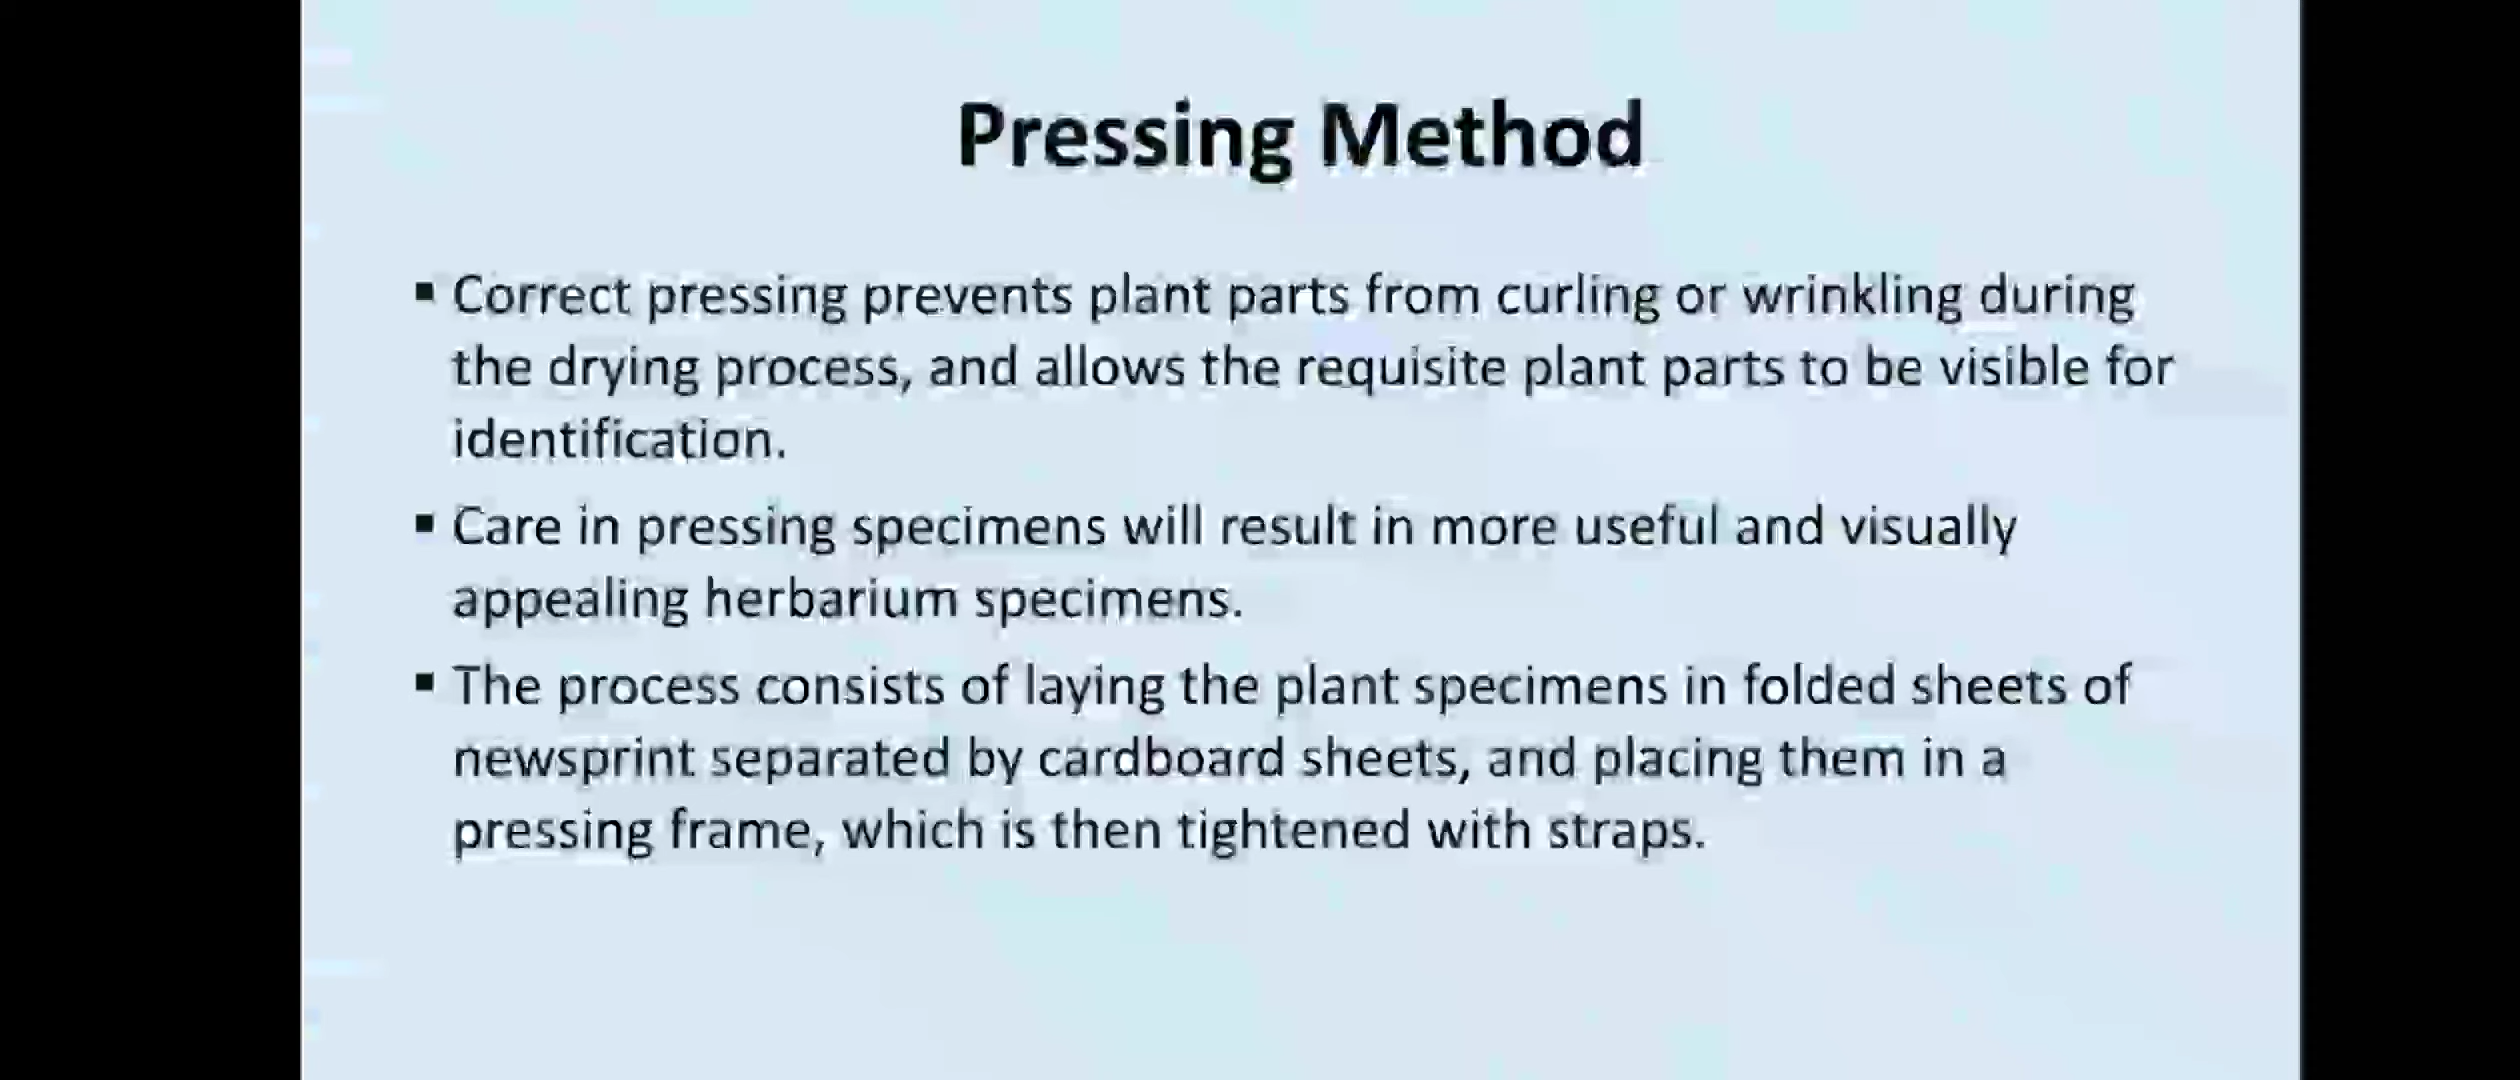 Pressing Method
▪ Correct pressing prevents plant parts from curling or wrinkling during
the drying process, and allows the requisite plant parts to be visible for
identification.
▪ Care in pressing specimens will result in more useful and visually
appealing herbarium specimens.
▪ The process consists of laying the plant specimens in folded sheets of
newsprint separated by cardboard sheets, and placing them in a
pressing frame, which is then tightened with straps.